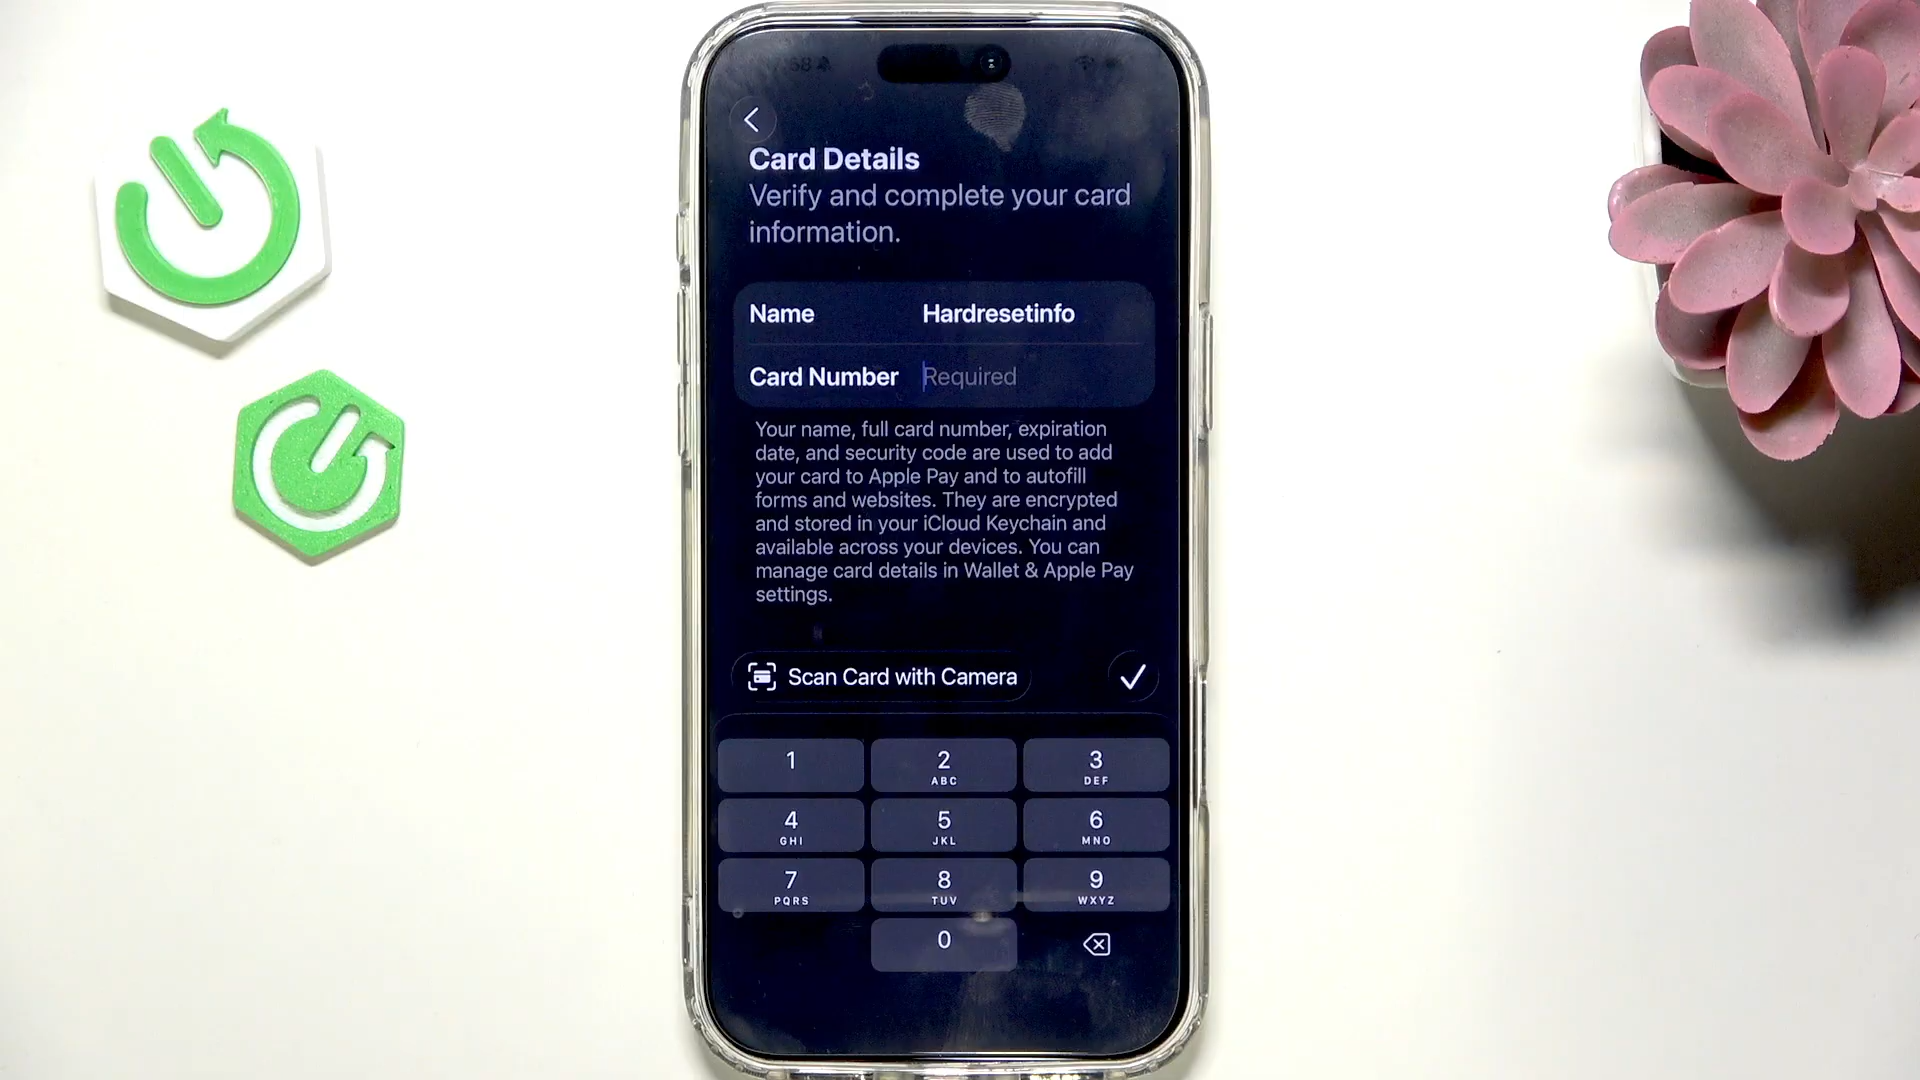 Card Details
Verify and complete your card
information.
Name Hardresetinfo
Card Number Required
Your name, full card number, expiration
date, and security code are used to add
your card to Apple Pay and to autofill
forms and websites. They are encrypted
and stored in your iCloud Keychain and
available across your devices. You can
manage card details in Wallet & Apple Pay
settings.
Scan Card with Camera
1 2 3
ABC DEF
4 5 6
GHI JKL MNO
7 8 9
PQRS TUV WXYZ
0